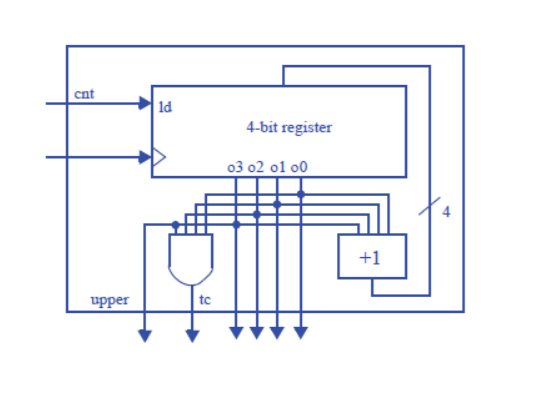 cnt
ld
4-bit register
o3 o2 o1 o0
4
+1
upper
tc